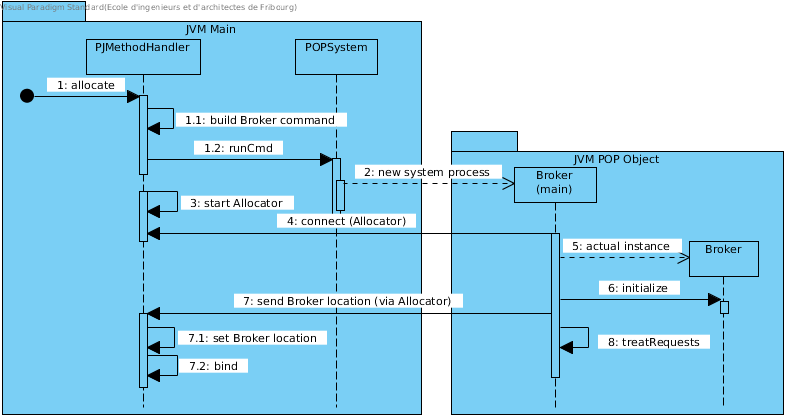 Visual Paradigm Standard(Ecole d'ingenieurs et d'architectes de Fribourg)
JVM Main
PJMethodHandler
POPSystem
1: allocate
1.1: build Broker command
1.2: runCmd
JVM POP Object
2: new system process
Broker
(main)
3: start Allocator
4: connect (Allocator)
5: actual instance
Broker
6: initialize
7: send Broker location (via Allocator)
7.1: set Broker location
8: treatRequests
7.2: bind